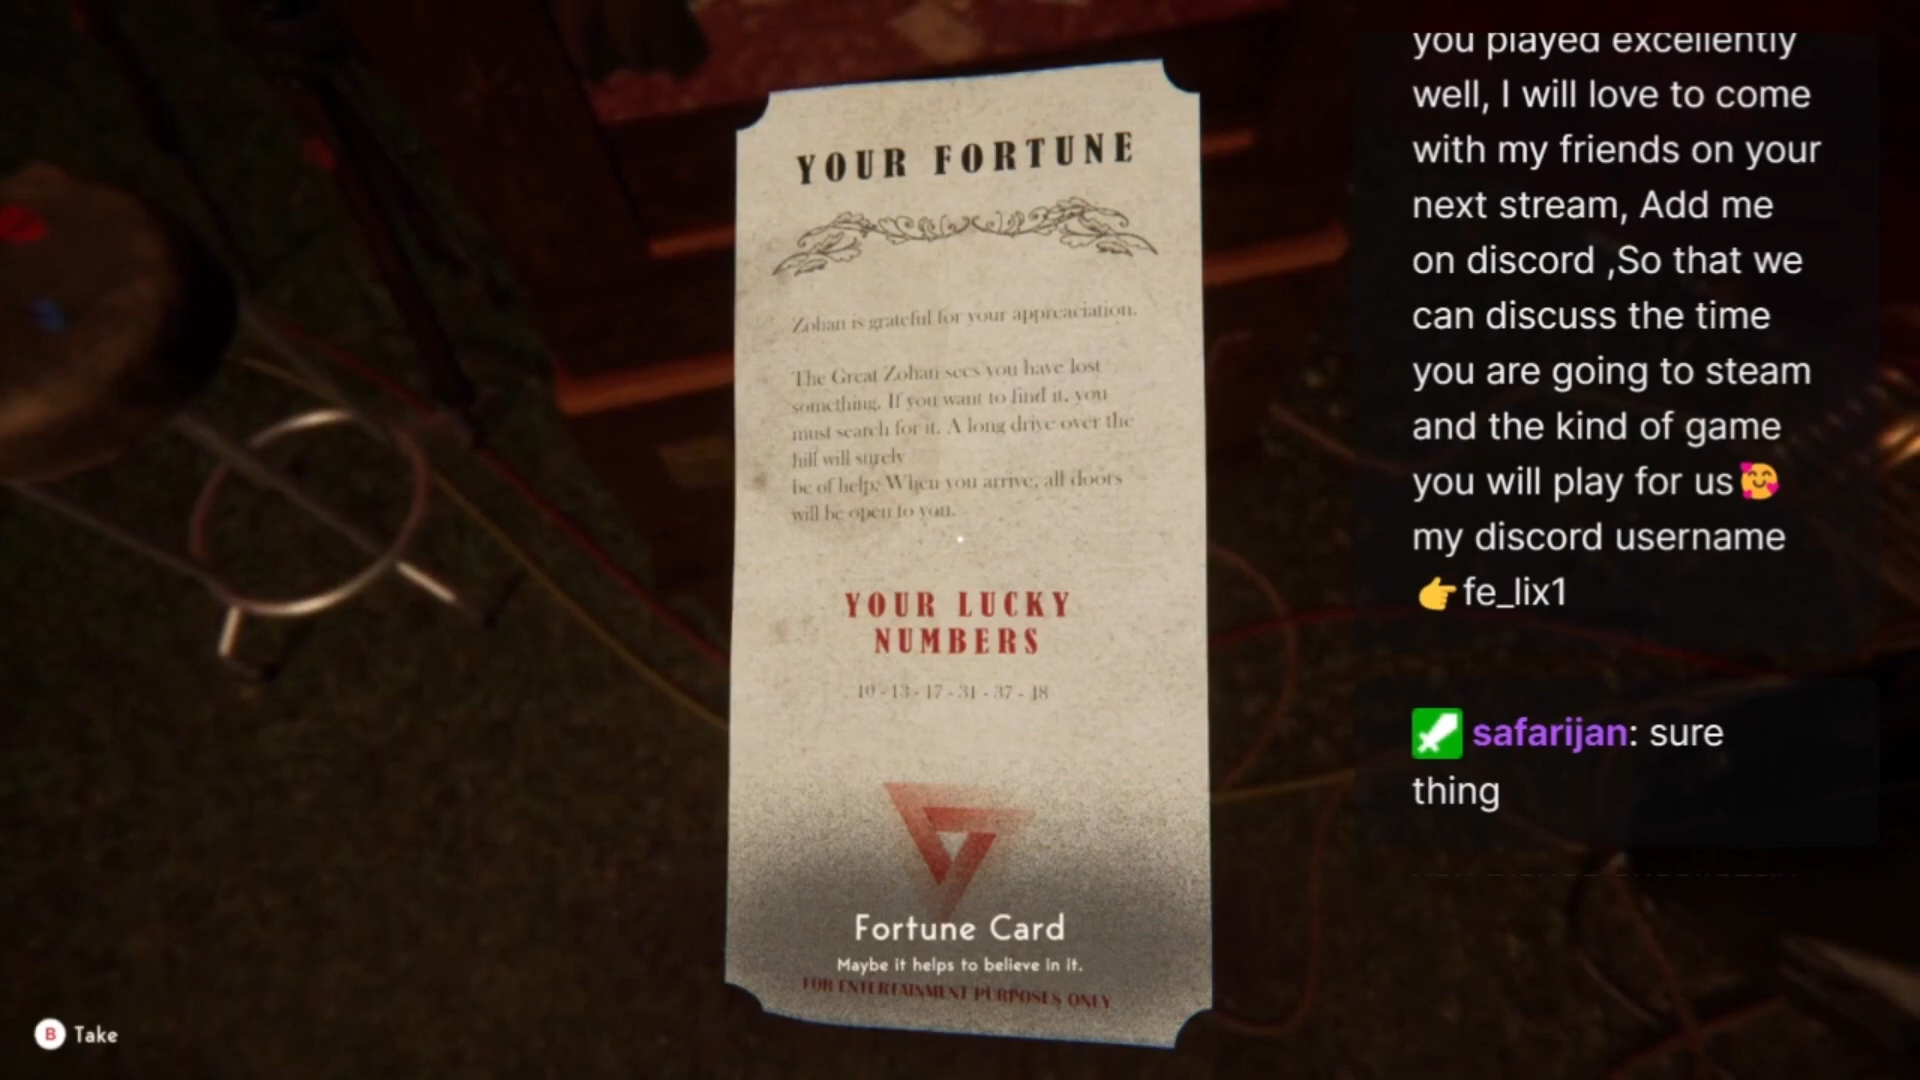 YOUR FORTUNE
Zohan is grateful for your appreaciation.
The Great Zohan sees you have lost
something. If you want to find it, you
must search for it. A long drive over the
hill will surely
be of help. When you arrive, all doors
will be open to you.
YOUR LUCKY
NUMBERS
10 - 13 - 17 - 31 - 37 - 48
Fortune Card
Maybe it helps to believe in it.
FOR ENTERTAINMENT PURPOSES ONLY
B Take
you played excellently
well, I will love to come
with my friends on your
next stream, Add me
on discord ,So that we
can discuss the time
you are going to steam
and the kind of game
you will play for us🥰
my discord username
👉fe_lix1
safarijan: sure
thing